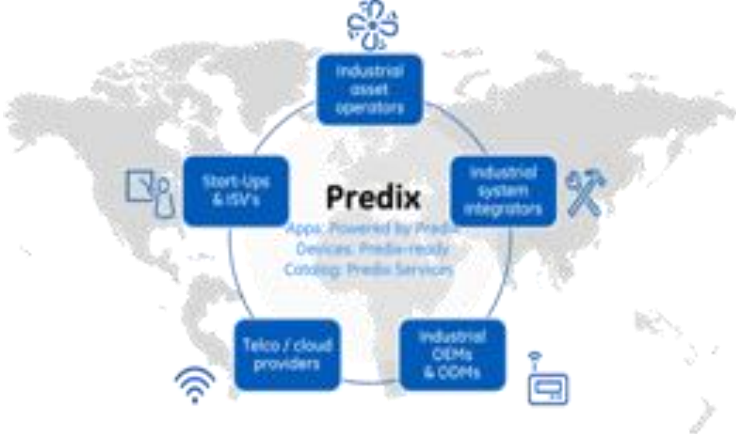 Industrial
asset
operators
Start-Ups
& ISV's
Predix
Industrial
system
integrators
Apps: Powered by Predix
Devices: Predix-ready
Catalog: Predix Services
Telco / cloud
providers
Industrial
OEMs
& ODMs